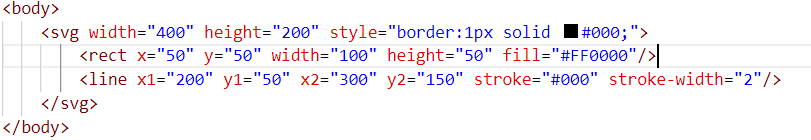 <body>
<svg width="400" height="200" style="border:1px solid #000;">
<rect x="50" y="50" width="100" height="50" fill="#FF0000"/>
<line x1="200" y1="50" x2="300" y2="150" stroke="#000" stroke-width="2"/>
</svg>
</body>